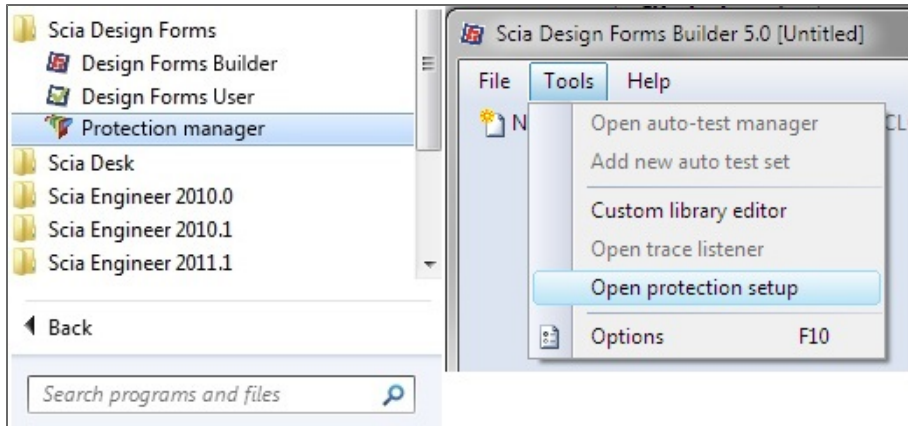 Scia Design Forms
Design Forms Builder
Design Forms User
Protection manager
Scia Desk
Scia Engineer 2010.0
Scia Engineer 2010.1
Scia Engineer 2011.1
Back
Search programs and files
Scia Design Forms Builder 5.0 [Untitled]
File Tools Help
N CL
Open auto-test manager
Add new auto test set
Custom library editor
Open trace listener
Open protection setup
Options F10